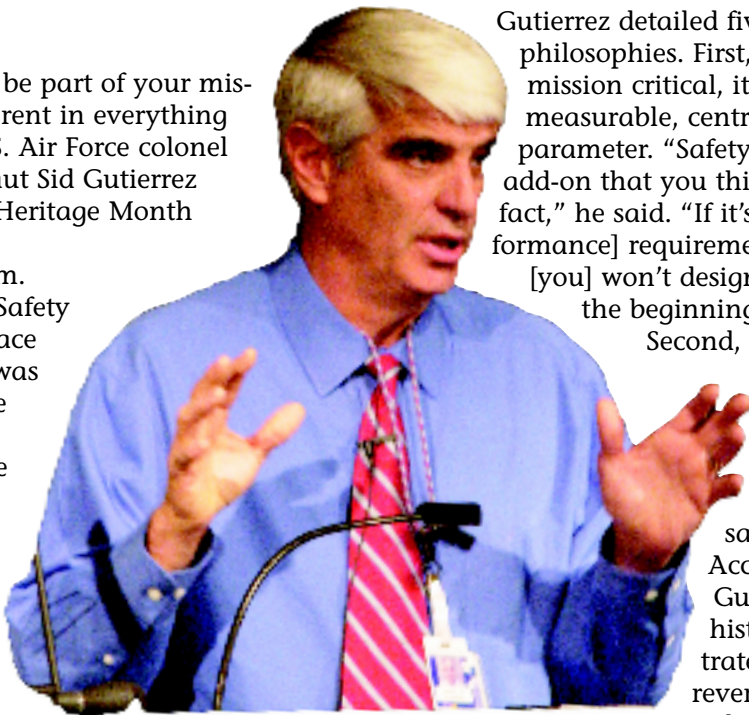 be part of your mis-
rent in everything
. Air Force colonel
ut Sid Gutierrez
Heritage Month
m.
Safety
ace
was
e
e
Gutierrez detailed fiv
philosophies. First,
mission critical, it
measurable, centr
parameter. “Safety
add-on that you thi
fact,” he said. “If it’s
formance] requireme
[you] won’t design
the beginning
Second,
sa
Acc
Gu
hist
trate
rever